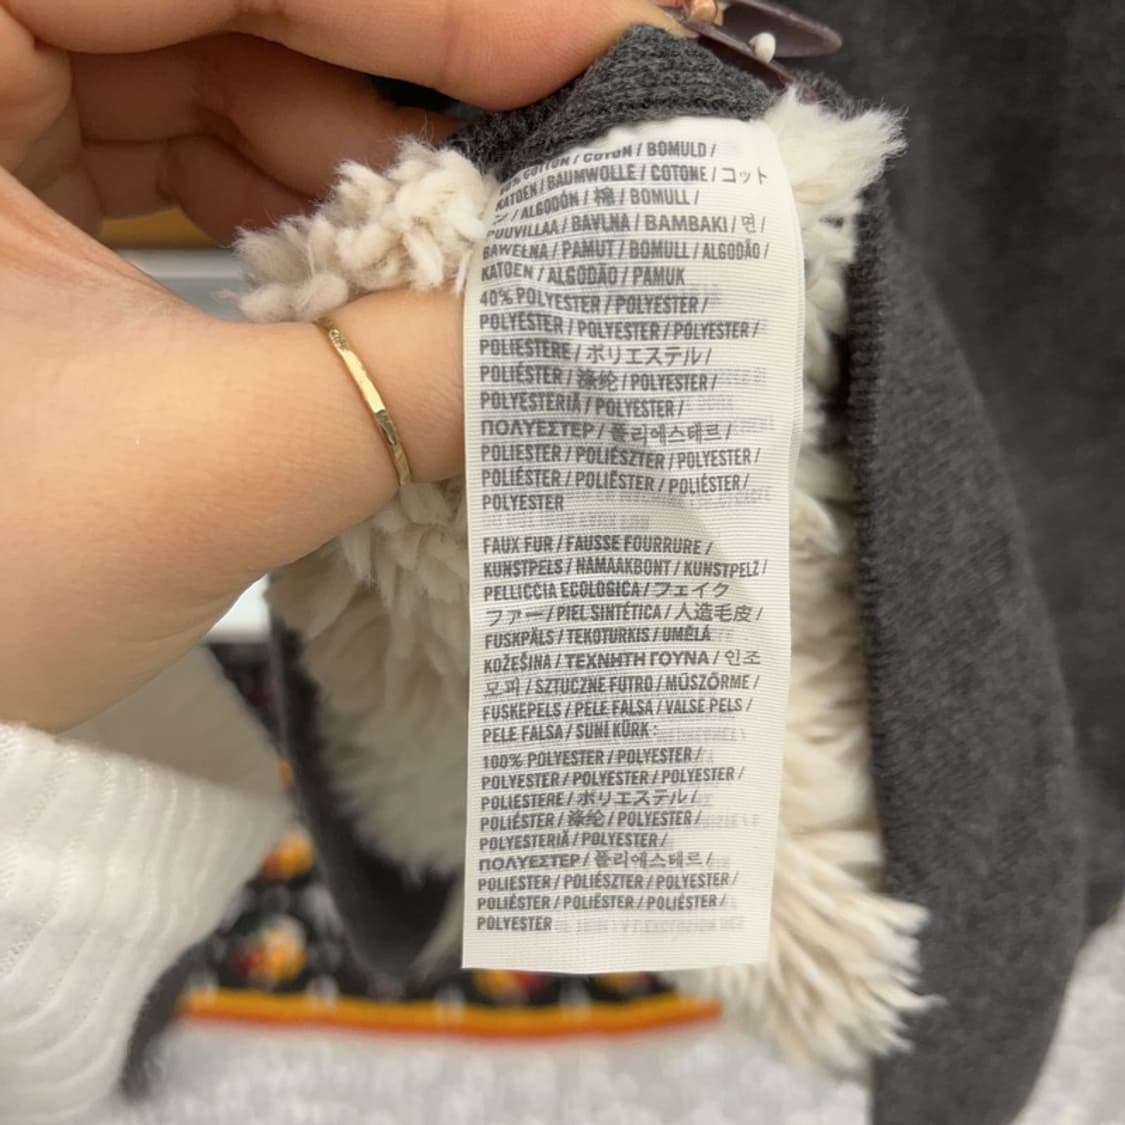 60% COTTON / COTON / BOMULD /
KATOEN / BAUMWOLLE / COTONE / コット
ン / ALGODÓN / 棉 / BOMULL /
PUUVILLAA / BAVLNA / BAMBAKI / 면 /
BAWEŁNA / PAMUT / BOMULL / ALGODÃO /
KATOEN / ALGODÃO / PAMUK
40% POLYESTER / POLYESTER /
POLYESTER / POLYESTER / POLYESTER /
POLIESTERE / ポリエステル /
POLIÉSTER / 涤纶 / POLYESTER /
POLYESTERIÄ / POLYESTER /
ΠΟΛΥΕΣΤΕΡ / 폴리에스테르 /
POLIESTER / POLIÉSZTER / POLYESTER /
POLIÉSTER / POLIËSTER / POLIÉSTER /
POLYESTER
FAUX FUR / FAUSSE FOURRURE /
KUNSTPELS / NAMAAKBONT / KUNSTPELZ /
PELLICCIA ECOLOGICA / フェイク
ファー / PIEL SINTÉTICA / 人造毛皮 /
FUSKPÄLS / TEKOTURKIS / UMĚLÁ
KOŽEŠINA / ΤΕΧΝΗΤΗ ΓΟΥΝΑ / 인조
모피 / SZTUCZNE FUTRO / MŰSZŐRME /
FUSKEPELS / PELE FALSA / VALSE PELS /
PELE FALSA / SUNİ KÜRK :
100% POLYESTER / POLYESTER /
POLYESTER / POLYESTER / POLYESTER /
POLIESTERE / ポリエステル /
POLIÉSTER / 涤纶 / POLYESTER /
POLYESTERIÄ / POLYESTER /
ΠΟΛΥΕΣΤΕΡ / 폴리에스테르 /
POLIESTER / POLIÉSZTER / POLYESTER /
POLIÉSTER / POLIËSTER / POLIÉSTER /
POLYESTER